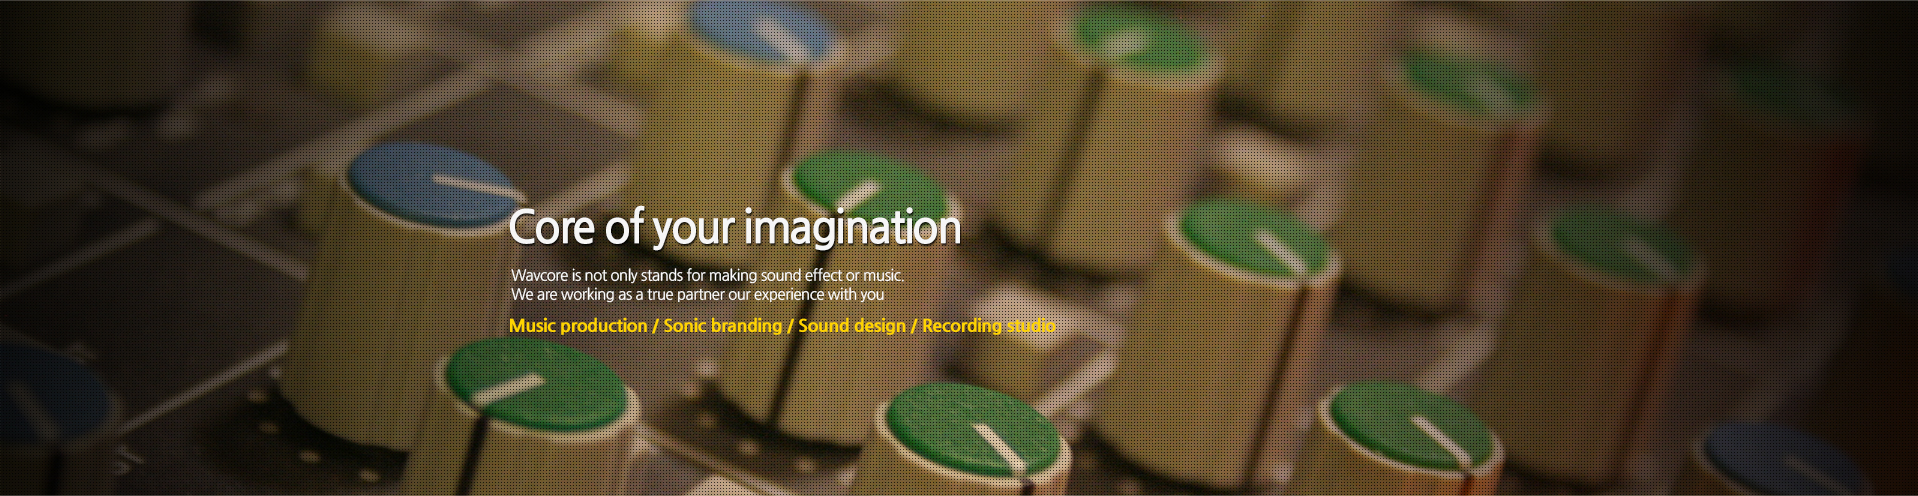 Core of your imagination
Wavcore is not only stands for making sound effect or music.
We are working as a true partner our experience with you
Music production / Sonic branding / Sound design / Recording studio